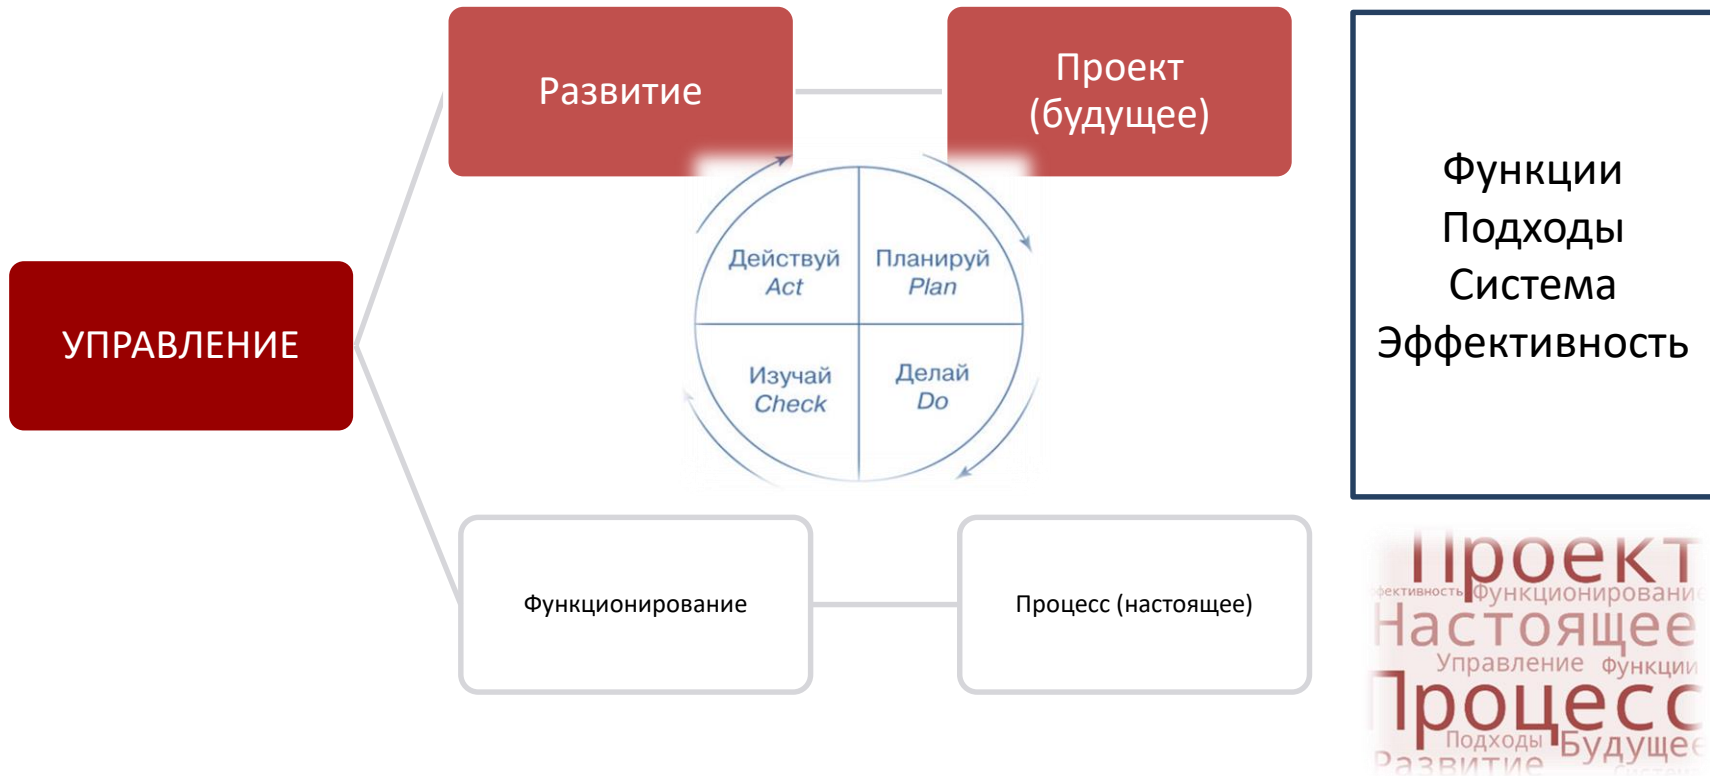 Развитие
Проект
(будущее)
УПРАВЛЕНИЕ
Действуй
Act
Планируй
Plan
Изучай
Check
Делай
Do
Функционирование
Процесс (настоящее)
Функции
Подходы
Система
Эффективность
Проект
Функционирование
Настоящее
Управление Функции
Процесс
Подходы Будущее
Развитие